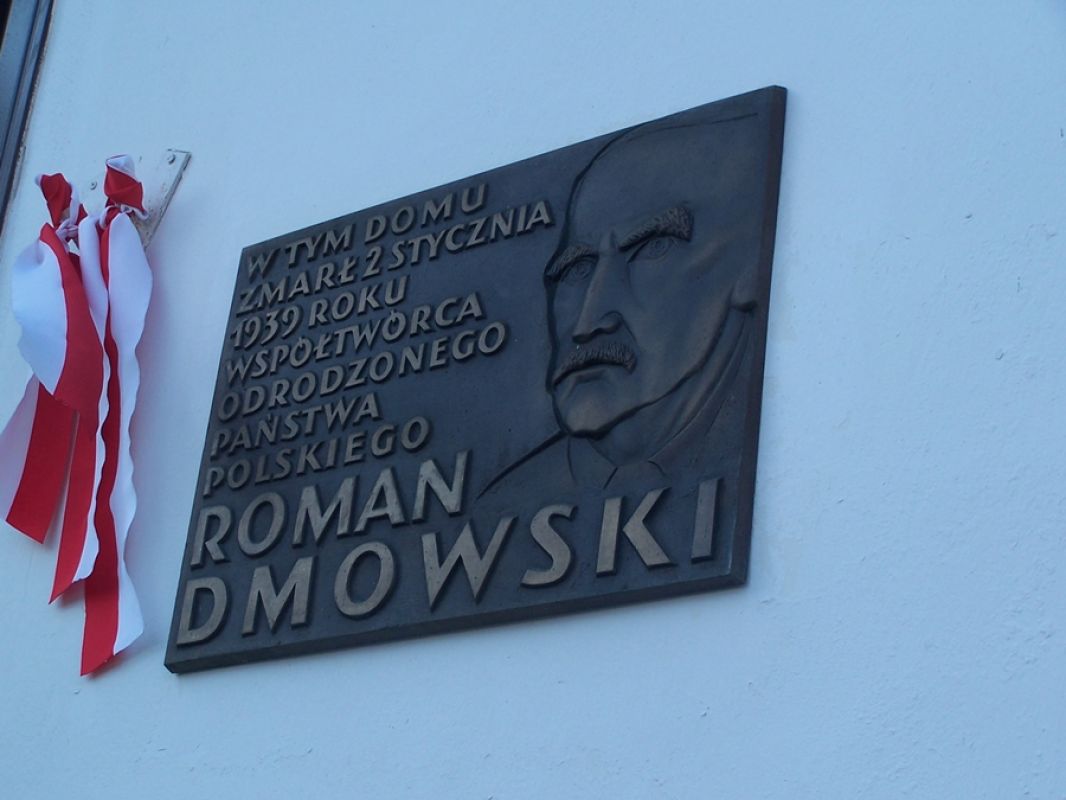 W TYM DOMU
ZMARŁ 2 STYCZNIA
1939 ROKU
WSPÓŁTWÓRCA
ODRODZONEGO
PAŃSTWA
POLSKIEGO
ROMAN
DMOWSKI